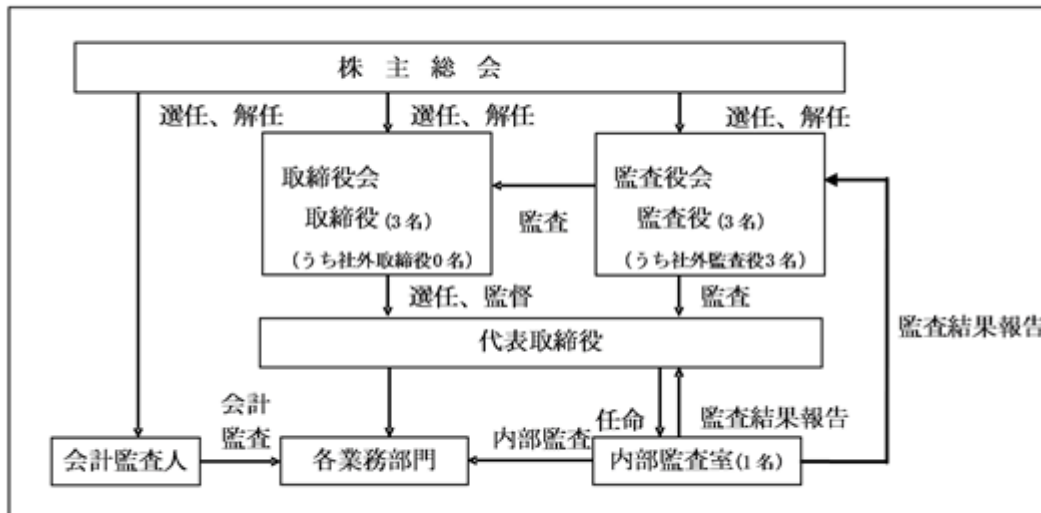 株主総会
選任、解任
選任、解任
選任、解任
取締役会
取締役(3名)
(うち社外取締役0名)
監査
監査役会
監査役(3名)
(うち社外監査役3名)
選任、監督
監査
代表取締役
監査結果報告
会計
監査
任命
監査結果報告
内部監査
会計監査人
各業務部門
内部監査室(1名)